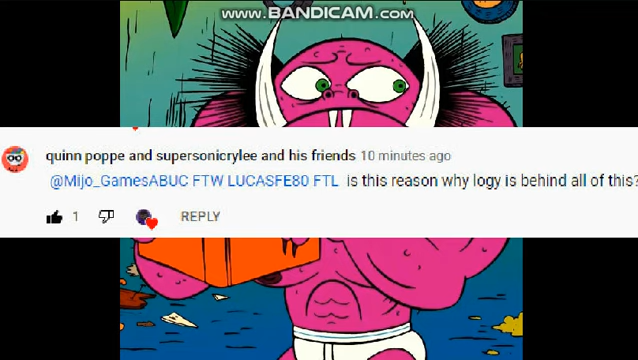 www.BANDICAM.com
quinn poppe and supersonicrylee and his friends 10 minutes ago
@Mijo_GamesABUC FTW LUCASFE80 FTL is this reason why logy is behind all of this?
1 REPLY